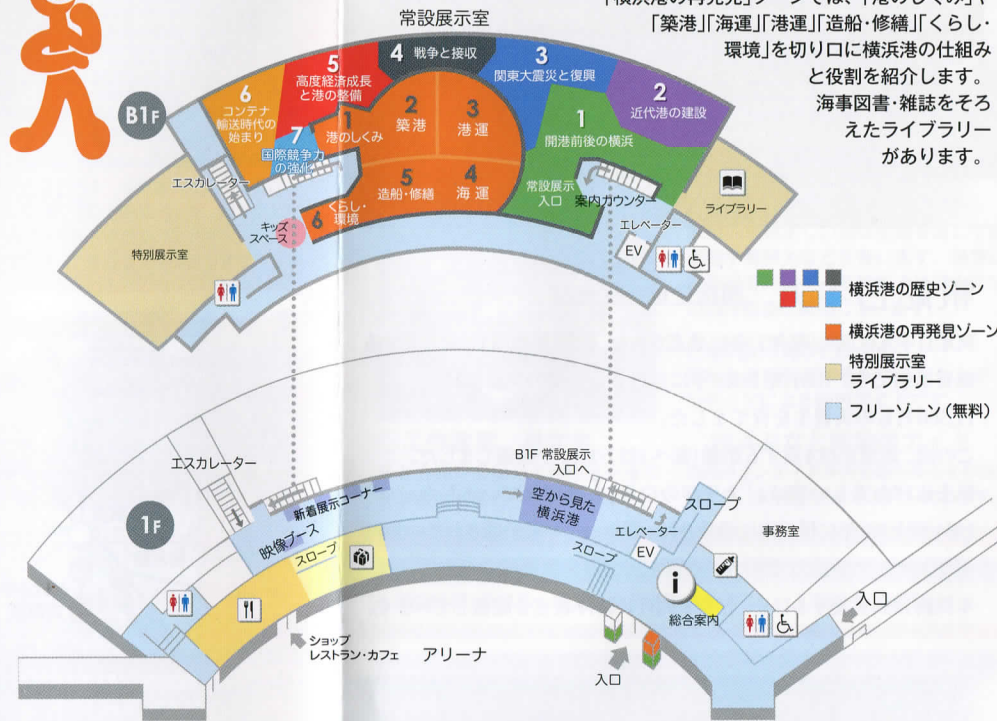 「横浜港の再発見」ゾーンでは、「港のしくみ」や
「築港」「海運」「港運」「造船・修繕」「くらし・
環境」を切り口に横浜港の仕組み
と役割を紹介します。
海事図書・雑誌をそろ
えたライブラリー
があります。
常設展示室
B1F
6
コンテナ
輸送時代の
始まり
5
高度経済成長
と港の整備
4 戦争と接収
3
関東大震災と復興
2
近代港の建設
7
国際競争力
の強化
1
港のしくみ
2
築港
3
港運
1
開港前後の横浜
5
造船・修繕
4
海運
6 くらし・
環境
常設展示
入口
案内カウンター
ライブラリー
エスカレーター
キッズ
スペース
特別展示室
エレベーター
EV
横浜港の歴史ゾーン
横浜港の再発見ゾーン
特別展示室
ライブラリー
フリーゾーン（無料）
1F
エスカレーター
新着展示コーナー
映像ブース
スロープ
B1F 常設展示
入口へ
空から見た
横浜港
スロープ
エレベーター
EV
スロープ
事務室
i
総合案内
入口
ショップ
レストラン・カフェ
アリーナ
入口